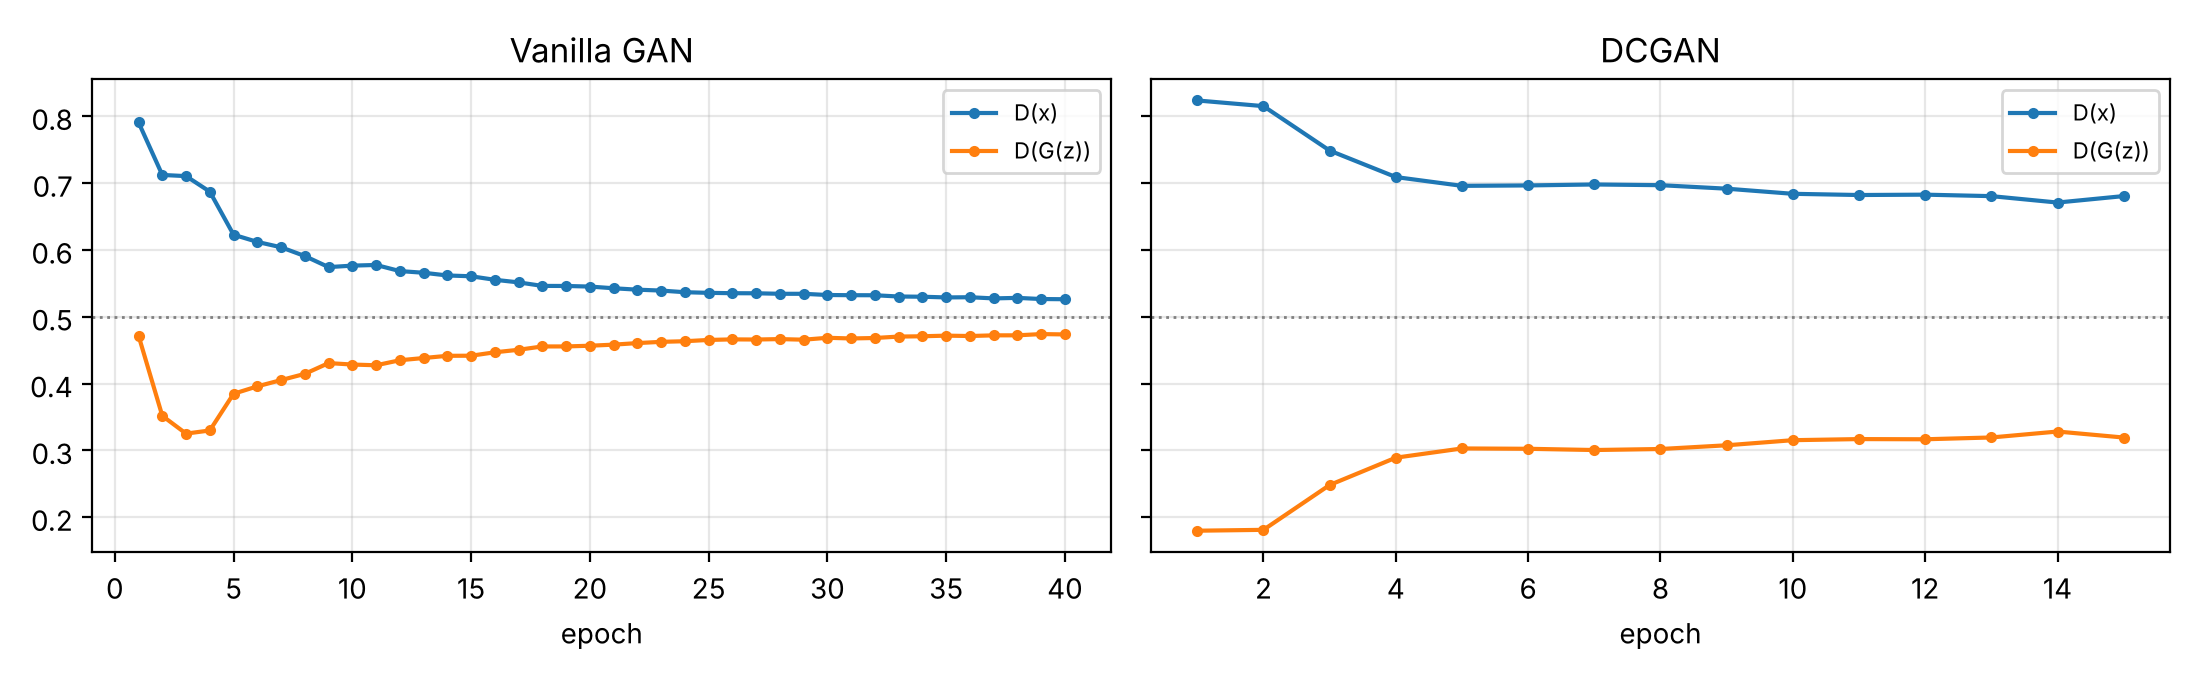 Vanilla GAN
D(x)
D(G(z))
0.8
0.7
0.6
0.5
0.4
0.3
0.2
0 5 10 15 20 25 30 35 40
epoch
DCGAN
D(x)
D(G(z))
2 4 6 8 10 12 14
epoch